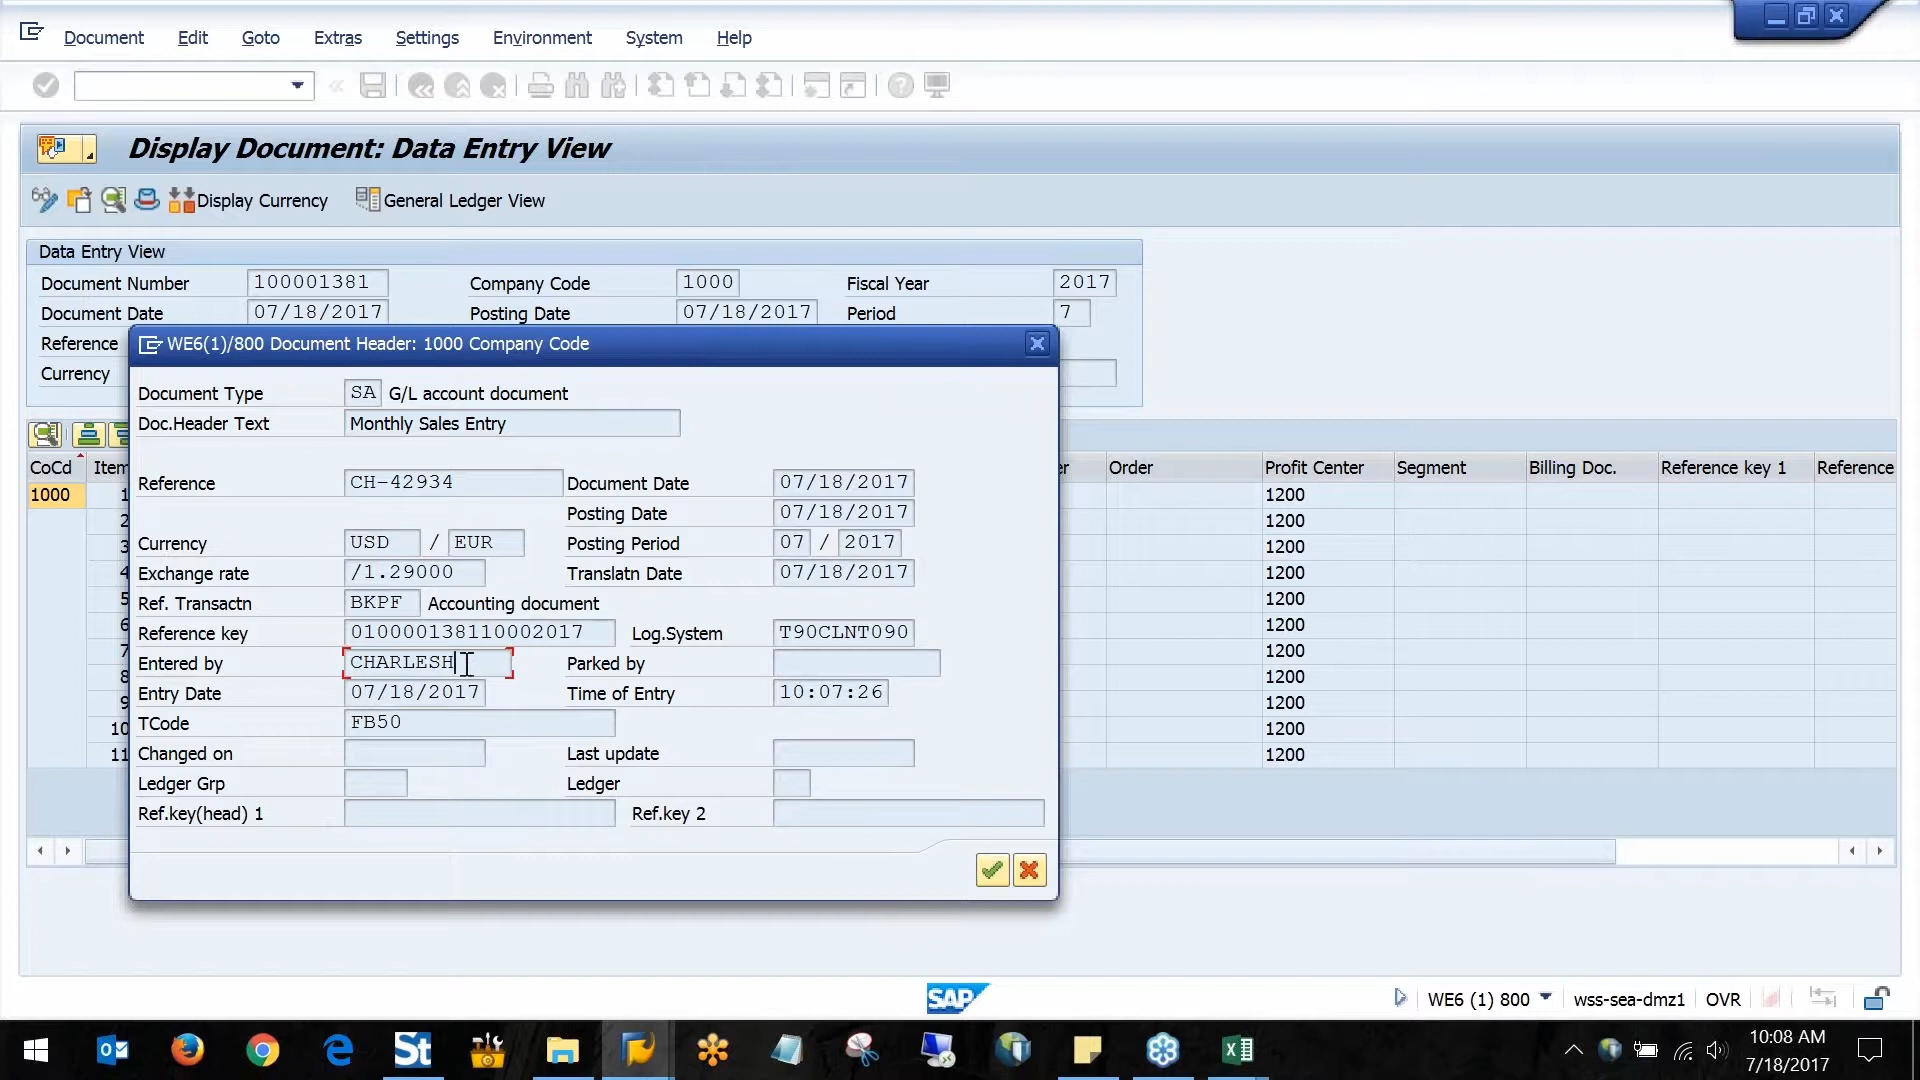 Document Edit Goto Extras Settings Environment System Help
Display Document: Data Entry View
Display Currency General Ledger View
Data Entry View
Document Number 100001381 Company Code 1000 Fiscal Year 2017
Document Date 07/18/2017 Posting Date 07/18/2017 Period 7
Reference
Currency
WE6(1)/800 Document Header: 1000 Company Code
Document Type SA G/L account document
Doc.Header Text Monthly Sales Entry
Reference CH-42934 Document Date 07/18/2017
Posting Date 07/18/2017
Currency USD / EUR Posting Period 07 / 2017
Exchange rate /1.29000 Translatn Date 07/18/2017
Ref. Transactn BKPF Accounting document
Reference key 010000138110002017 Log.System T90CLNT090
Entered by CHARLESH Parked by
Entry Date 07/18/2017 Time of Entry 10:07:26
TCode FB50
Changed on Last update
Ledger Grp Ledger
Ref.key(head) 1 Ref.key 2
CoCd Item Order Profit Center Segment Billing Doc. Reference key 1 Reference
1000 1 1200
2 1200
3 1200
4 1200
5 1200
6 1200
7 1200
8 1200
9 1200
10 1200
11 1200
SAP WE6 (1) 800 wss-sea-dmz1 OVR
St
10:08 AM
7/18/2017